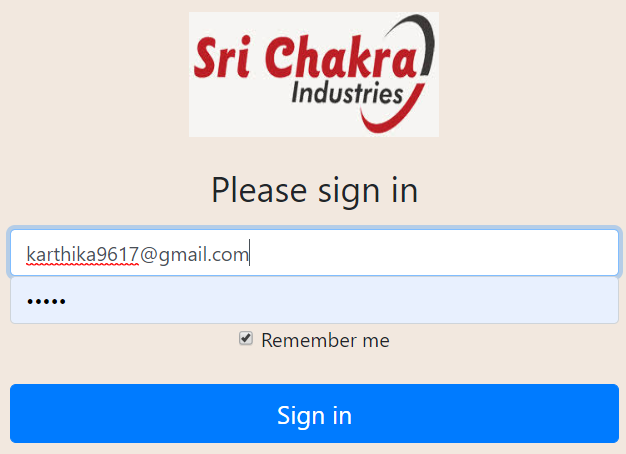 Sri Chakra
Industries
Please sign in
karthika9617@gmail.com
•••••
Remember me
Sign in